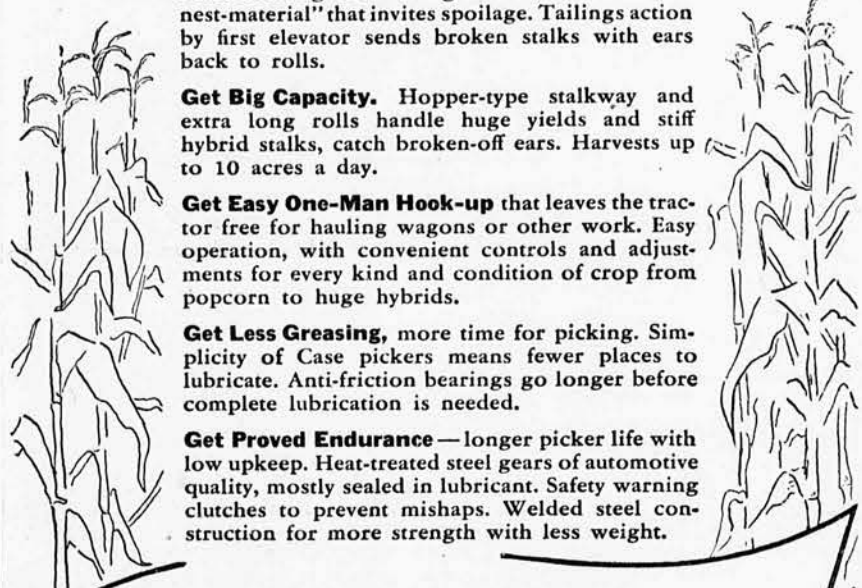 nest-material" that invites spoilage. Tailings action
by first elevator sends broken stalks with ears
back to rolls.
Get Big Capacity. Hopper-type stalkway and
extra long rolls handle huge yields and stiff
hybrid stalks, catch broken-off ears. Harvests up
to 10 acres a day.
Get Easy One-Man Hook-up that leaves the trac-
tor free for hauling wagons or other work. Easy
operation, with convenient controls and adjust-
ments for every kind and condition of crop from
popcorn to huge hybrids.
Get Less Greasing, more time for picking. Sim-
plicity of Case pickers means fewer places to
lubricate. Anti-friction bearings go longer before
complete lubrication is needed.
Get Proved Endurance — longer picker life with
low upkeep. Heat-treated steel gears of automotive
quality, mostly sealed in lubricant. Safety warning
clutches to prevent mishaps. Welded steel con-
struction for more strength with less weight.